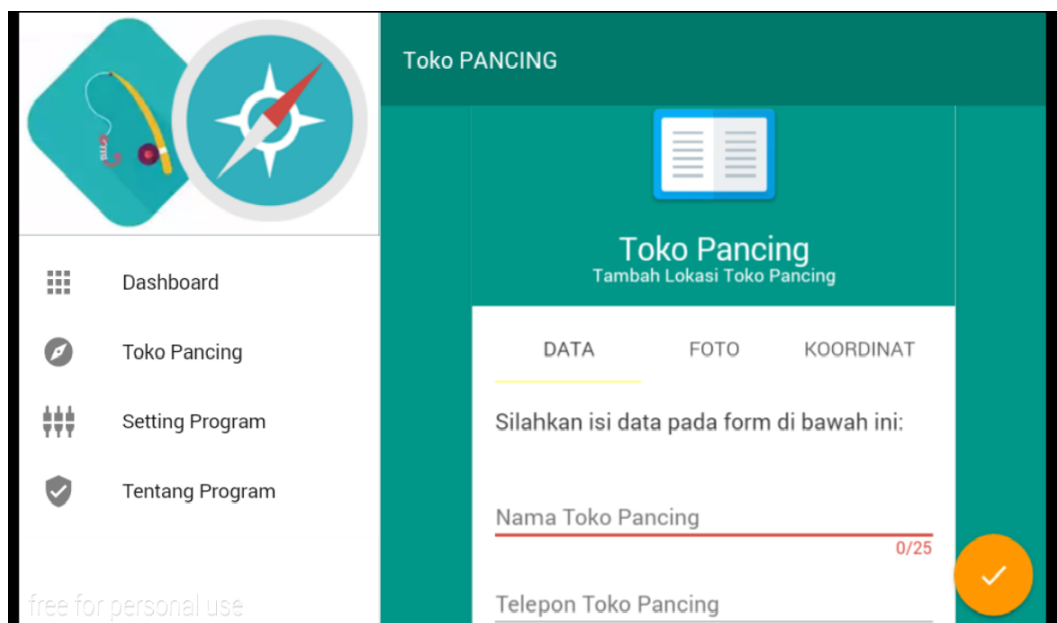 Toko PANCING
Dashboard
Toko Pancing
Setting Program
Tentang Program
free for personal use
Toko Pancing
Tambah Lokasi Toko Pancing
DATA FOTO KOORDINAT
Silahkan isi data pada form di bawah ini:
Nama Toko Pancing
0/25
Telepon Toko Pancing